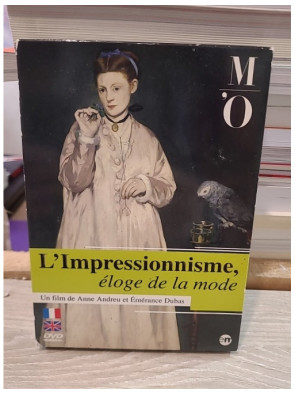 M
'O
L'Impressionnisme,
éloge de la mode
Un film de Anne Andreu et Émérance Dubas
DVD